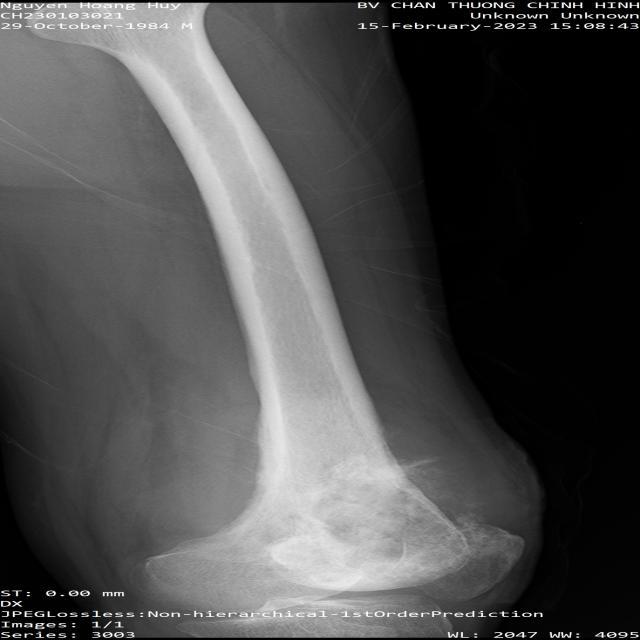 Nguyen Hoang Huy
BV CHAN THUONG CHINH HINH
CH230103021
Unknown Unknown
29-October-1984 M
15-February-2023 15:08:43
ST: 0.00 mm
DX
JPEGLossless:Non-hierarchical-1stOrderPrediction
Images: 1/1
Series: 3003
WL: 2047 WW: 4095